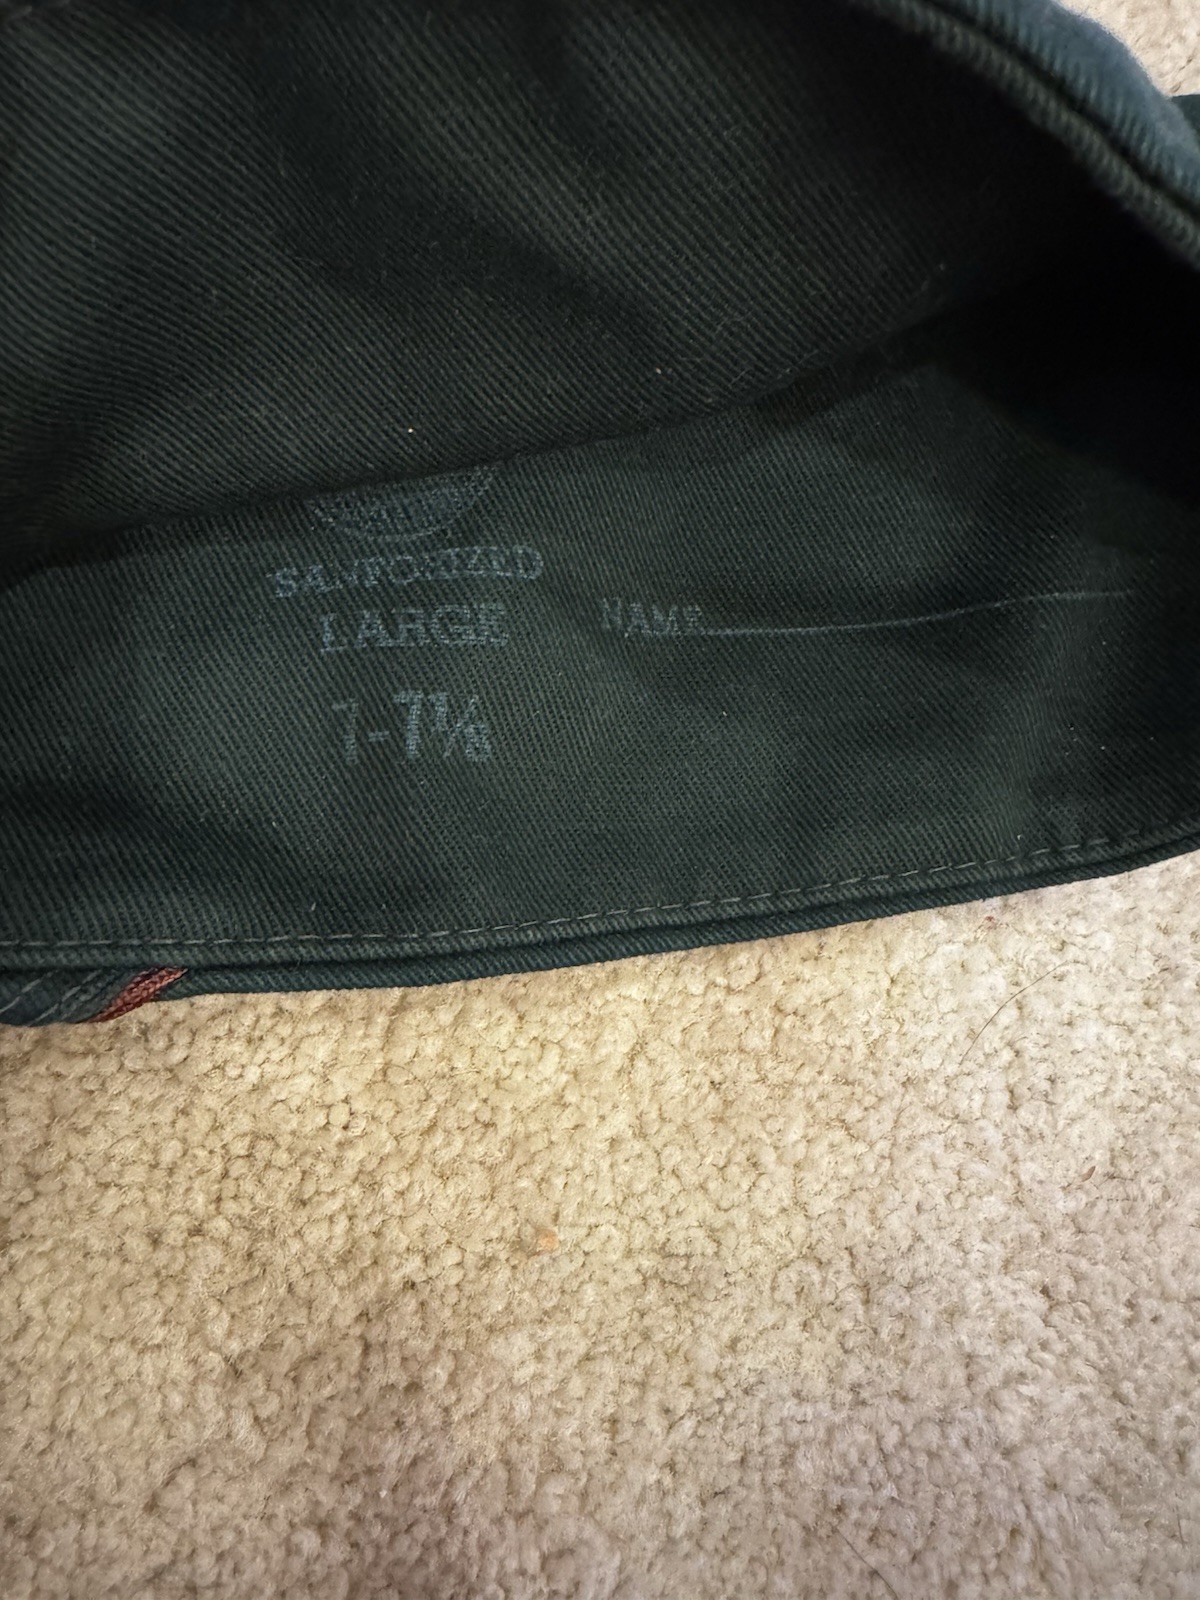 SANFORIZED
LARGE
NAME
7-7⅛